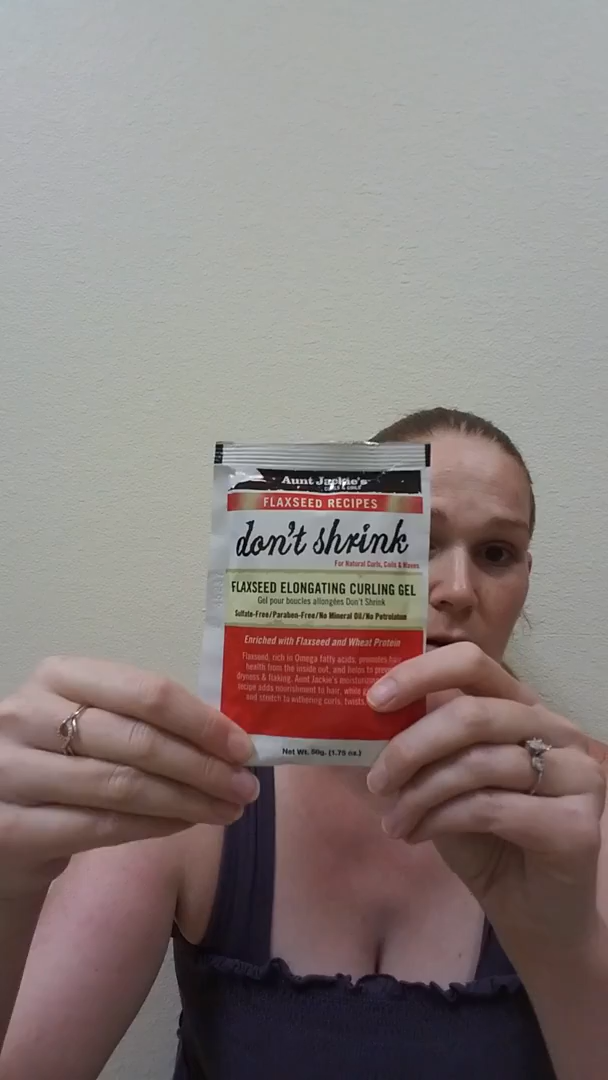 Aunt Jackie's
CURLS & COILS
FLAXSEED RECIPES
don't shrink
For Natural Curls, Coils & Waves
FLAXSEED ELONGATING CURLING GEL
Gel pour boucles allongées Don't Shrink
Sulfate-Free/Paraben-Free/No Mineral Oil/No Petrolatum
Enriched with Flaxseed and Wheat Protein
Flaxseed, rich in Omega fatty acids, promotes hair
health from the inside out, and helps to
dryness & flaking. Aunt Jackie's
recipe adds nourishment to hair, while
and stretch to withering curls, twists
Net Wt. 50g. (1.75 oz.)